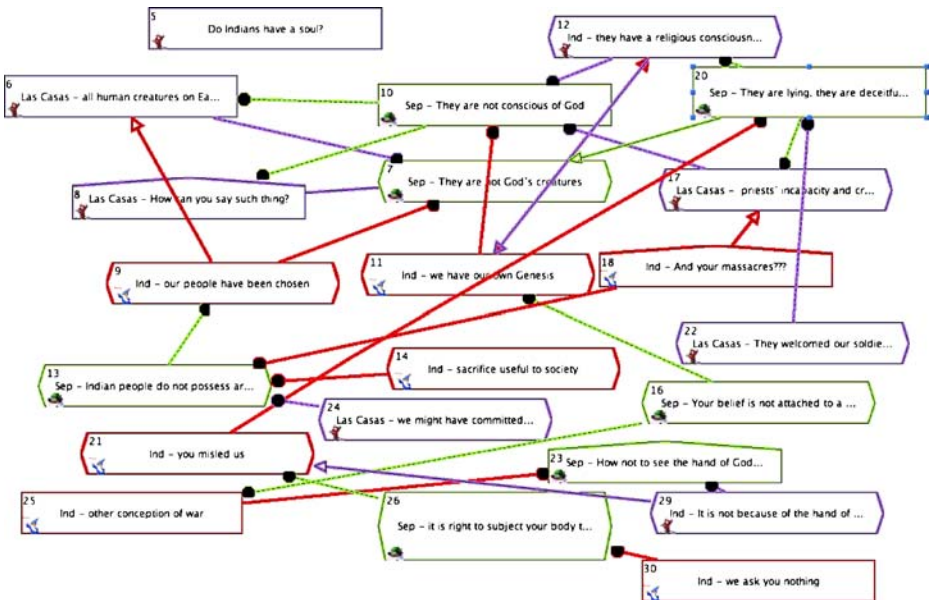 5
Do Indians have a soul?
12
Ind - they have a religious consciousn...
6
Las Casas - all human creatures on Ea...
10
Sep - They are not conscious of God
20
Sep - They are lying, they are deceitfu...
7
Sep - They are not God's creatures
8
Las Casas - How can you say such thing?
17
Las Casas - priests' incapacity and cr...
9
Ind - our people have been chosen
11
Ind - we have our own Genesis
18
Ind - And your massacres???
22
Las Casas - They welcomed our soldie...
13
Sep - Indian people do not possess ar...
14
Ind - sacrifice useful to society
16
Sep - Your belief is not attached to a ...
24
Las Casas - we might have committed...
21
Ind - you misled us
23
Sep - How not to see the hand of God...
25
Ind - other conception of war
26
Sep - it is right to subject your body t...
29
Ind - It is not because of the hand of ...
30
Ind - we ask you nothing